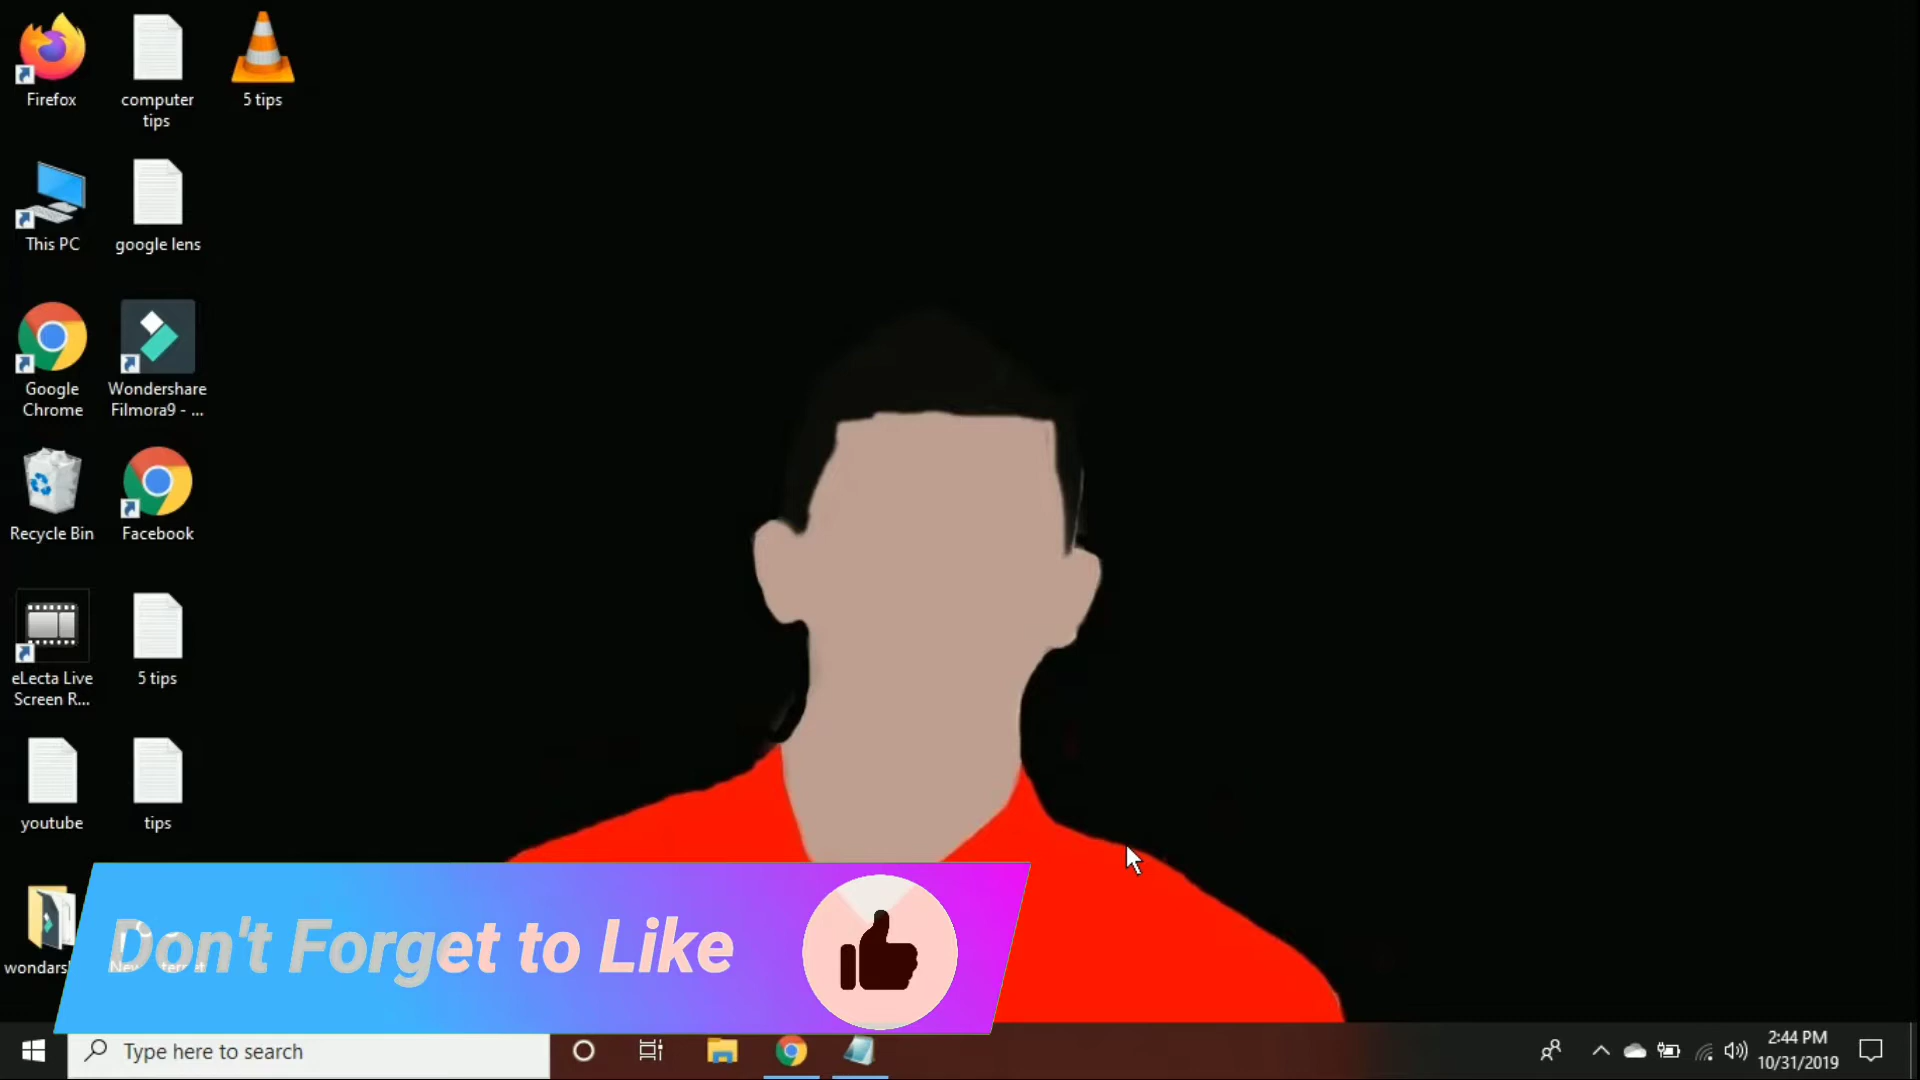 Firefox
computer
tips
5 tips
This PC
google lens
Google
Chrome
Wondershare
Filmora9 - ...
Recycle Bin
Facebook
eLecta Live
Screen R...
5 tips
youtube
tips
Don't Forget to Like
Type here to search
2:44 PM
10/31/2019